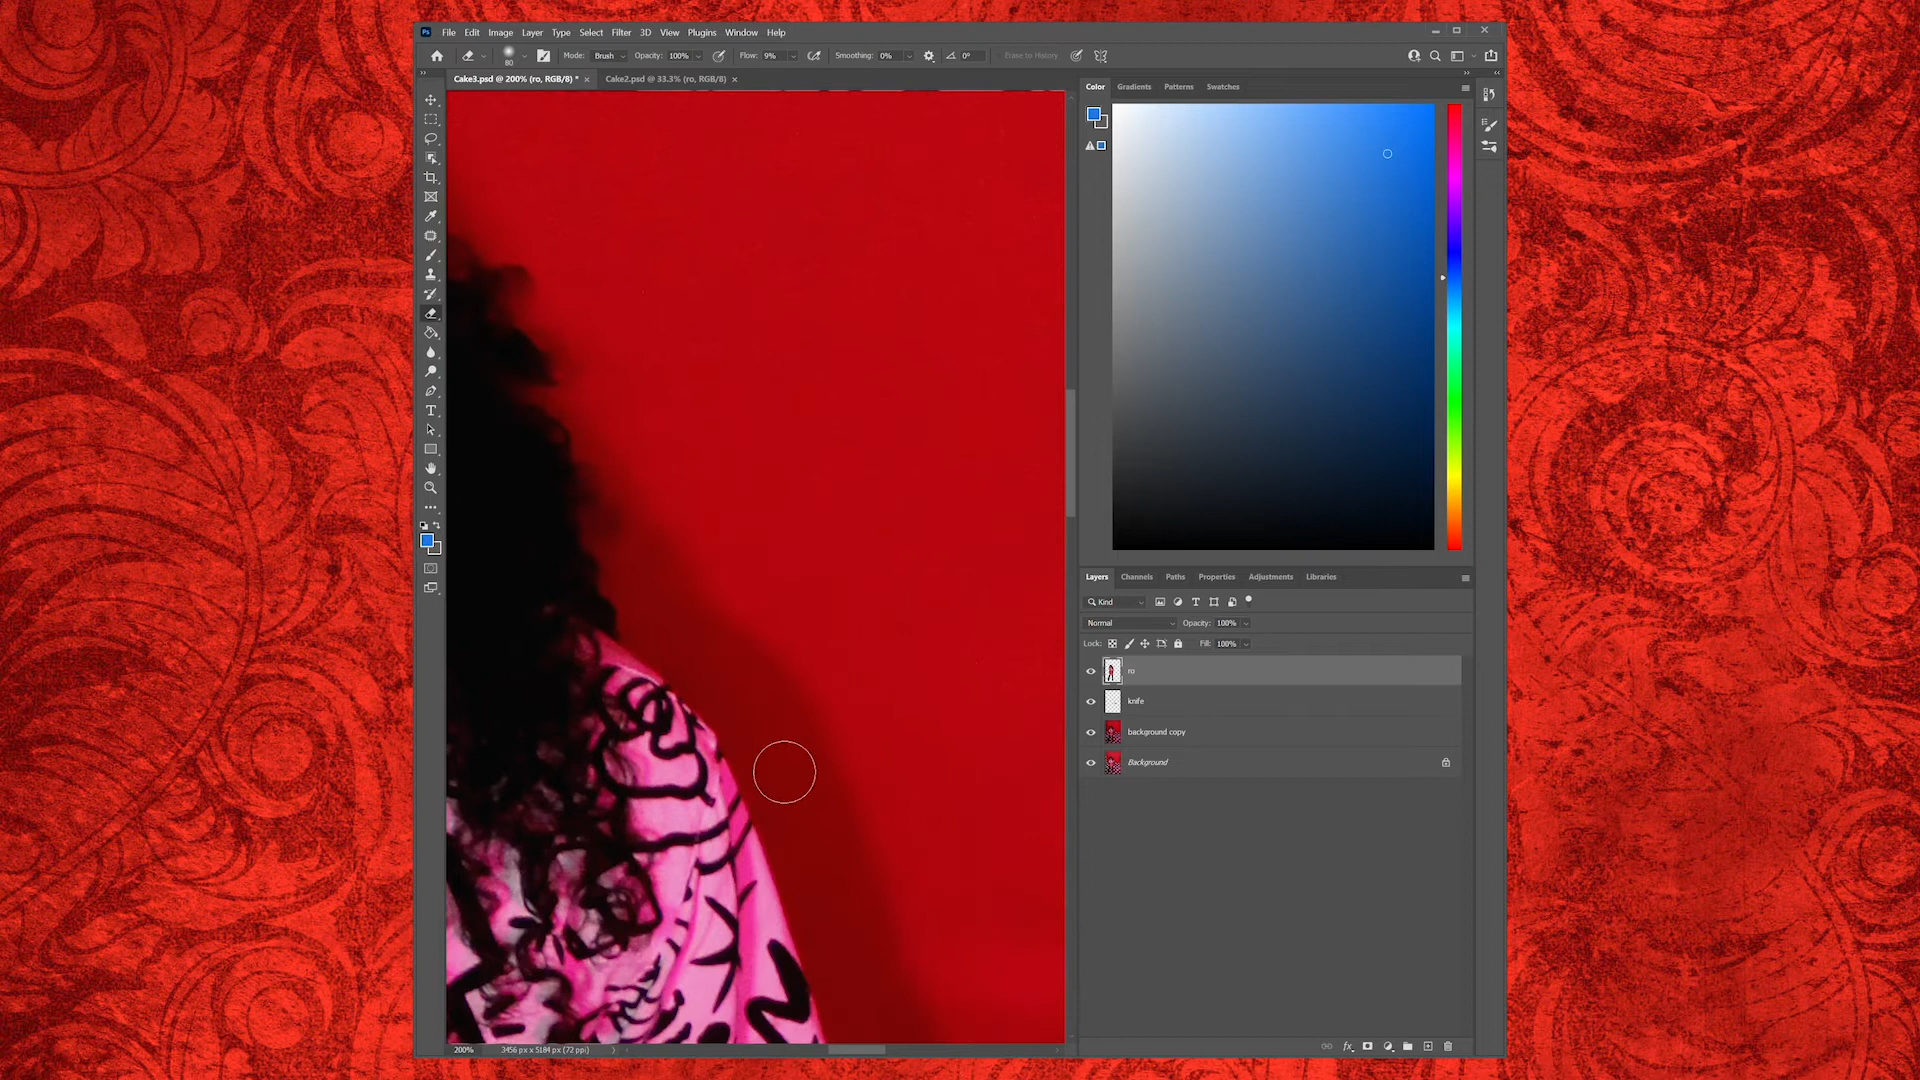 Ps File Edit Image Layer Type Select Filter 3D View Plugins Window Help
80 Mode: Brush Opacity: 100% Flow: 9% Smoothing: 0% 0° Erase to History
Cake3.psd @ 200% (ro, RGB/8) * × Cake2.psd @ 33.3% (ro, RGB/8) ×
Color Gradients Patterns Swatches
Layers Channels Paths Properties Adjustments Libraries
Kind
Normal Opacity: 100%
Lock: Fill: 100%
ro
knife
background copy
Background
200% 3456 px x 5184 px (72 ppi)